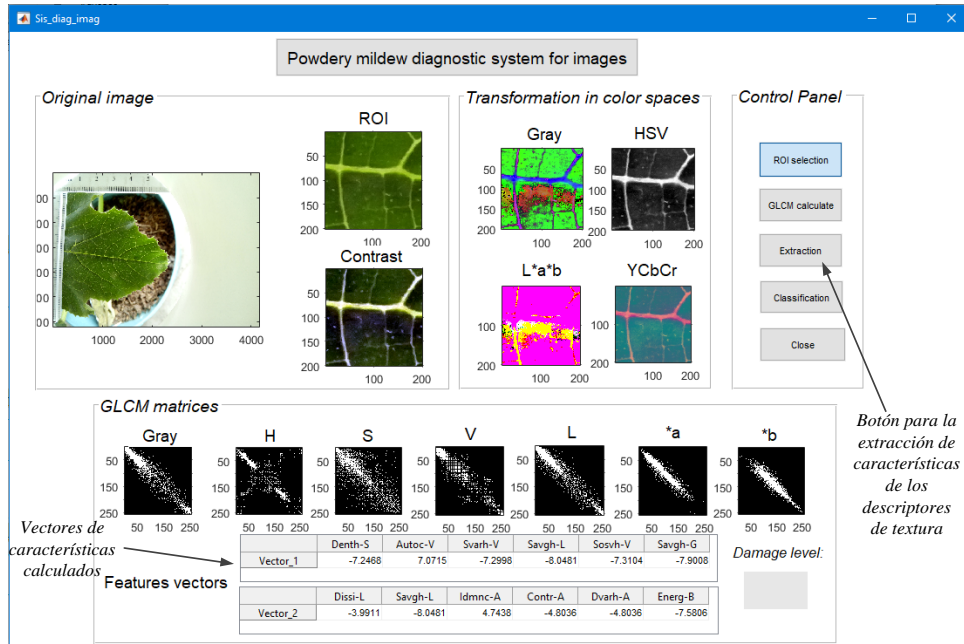 Sis_diag_imag
Powdery mildew diagnostic system for images
Original image
ROI
50
100
150
200
100 200
Contrast
100
200
100 200
1000 2000 3000 4000
Transformation in color spaces
Gray
50
100
150
200
100 200
HSV
50
100
150
200
100 200
L*a*b
100
200
100 200
YCbCr
100
200
100 200
Control Panel
ROI selection
GLCM calculate
Extraction
Classification
Close
Botón para la
extracción de
características
de los
descriptores
de textura
GLCM matrices
Gray H S V L *a *b
50 50 50 50 50 50 50
150 150 150 150 150 150 150
250 250 250 250 250 250 250
50 150 250 50 150 250 50 150 250 50 150 250 50 150 250 50 150 250 50 150 250
Vectores de
características
calculados
Features vectors
Denth-S Autoc-V Svarh-V Savgh-L Sosvh-V Savgh-G
Vector_1 -7.2468 7.0715 -7.2998 -8.0481 -7.3104 -7.9008
Dissi-L Savgh-L Idmnc-A Contr-A Dvarh-A Energ-B
Vector_2 -3.9911 -8.0481 4.7438 -4.8036 -4.8036 -7.5806
Damage level: